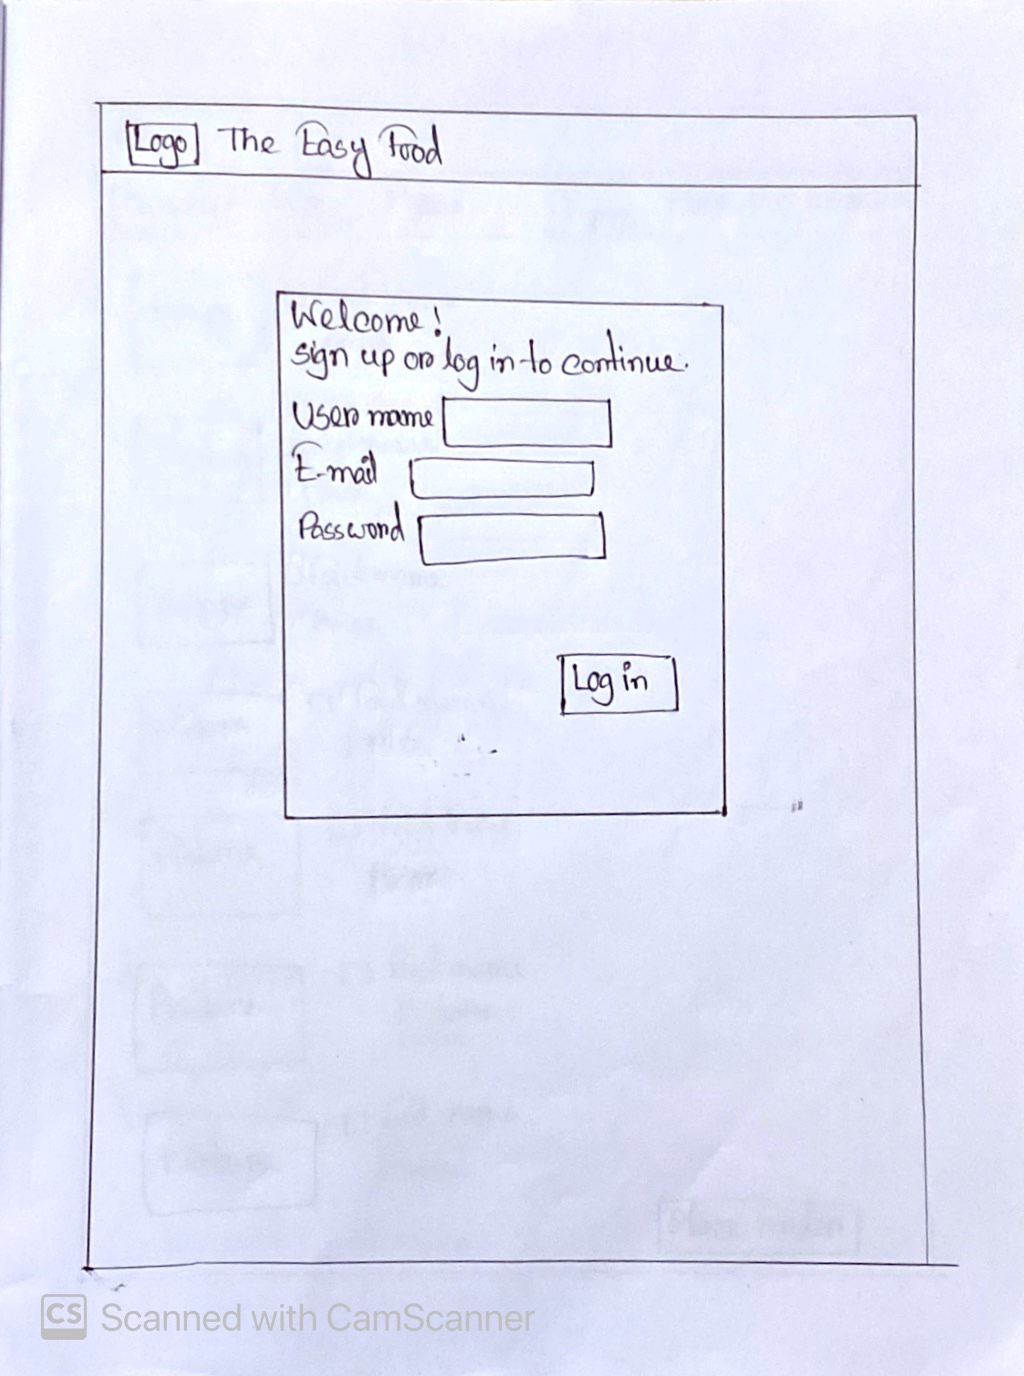 Logo The Easy Food
Welcome!
sign up or log in to continue.
User name
E-mail
Password
Log in
CS Scanned with CamScanner